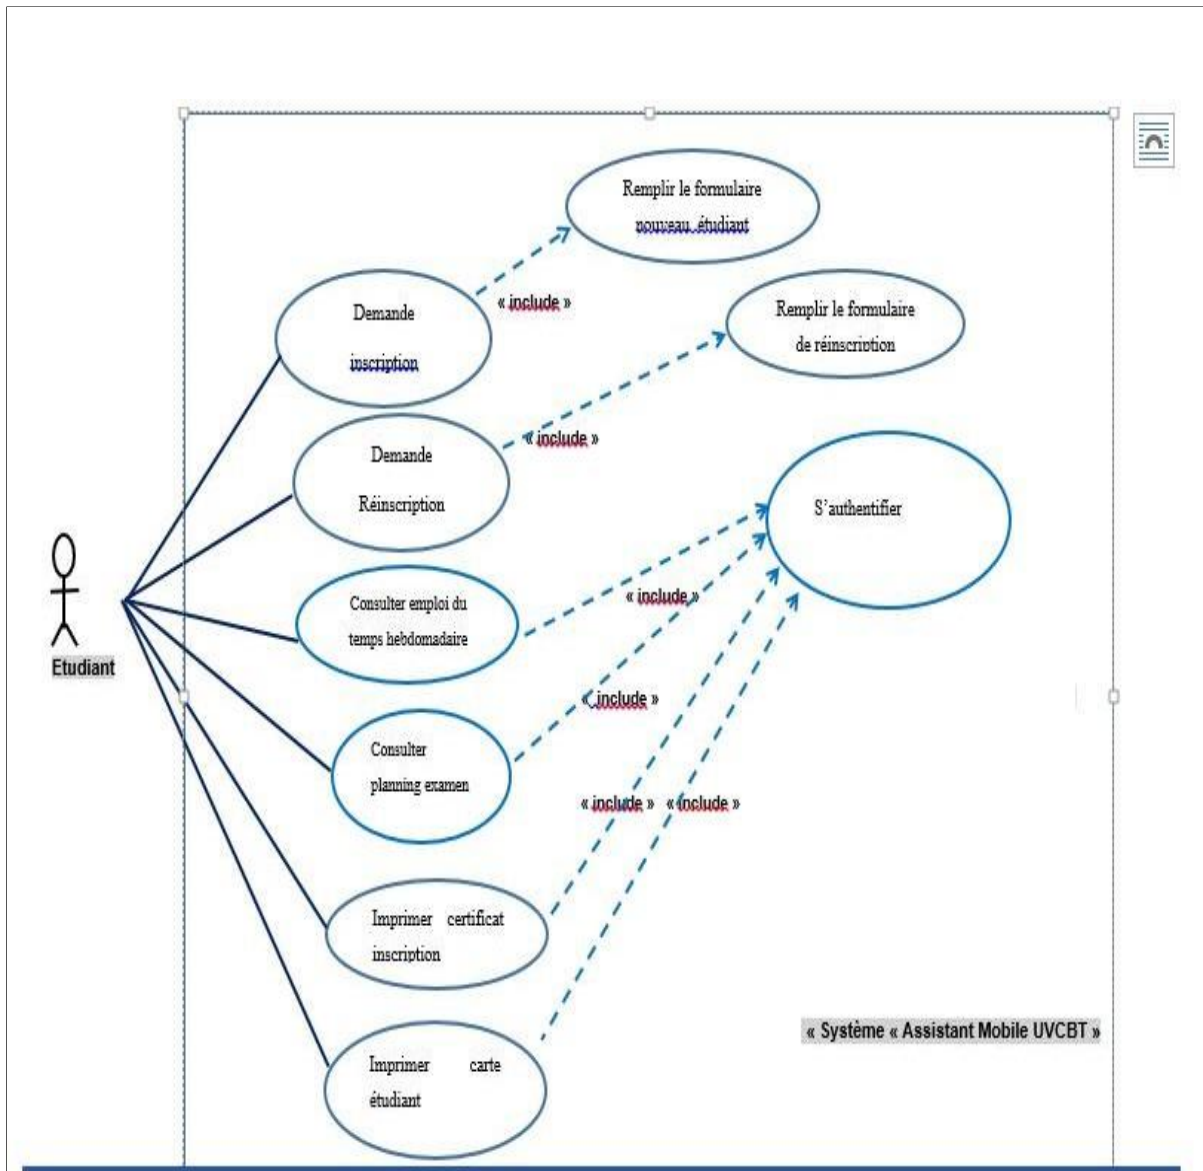 Remplir le formulaire
nouveau étudiant
« include »
Demande
inscription
Remplir le formulaire
de réinscription
« include »
Demande
Réinscription
S'authentifier
Etudiant
Consulter emploi du
temps hebdomadaire
« include »
« include »
Consulter
planning examen
« include » « include »
Imprimer certificat
inscription
« Système « Assistant Mobile UVCBT »
Imprimer carte
étudiant